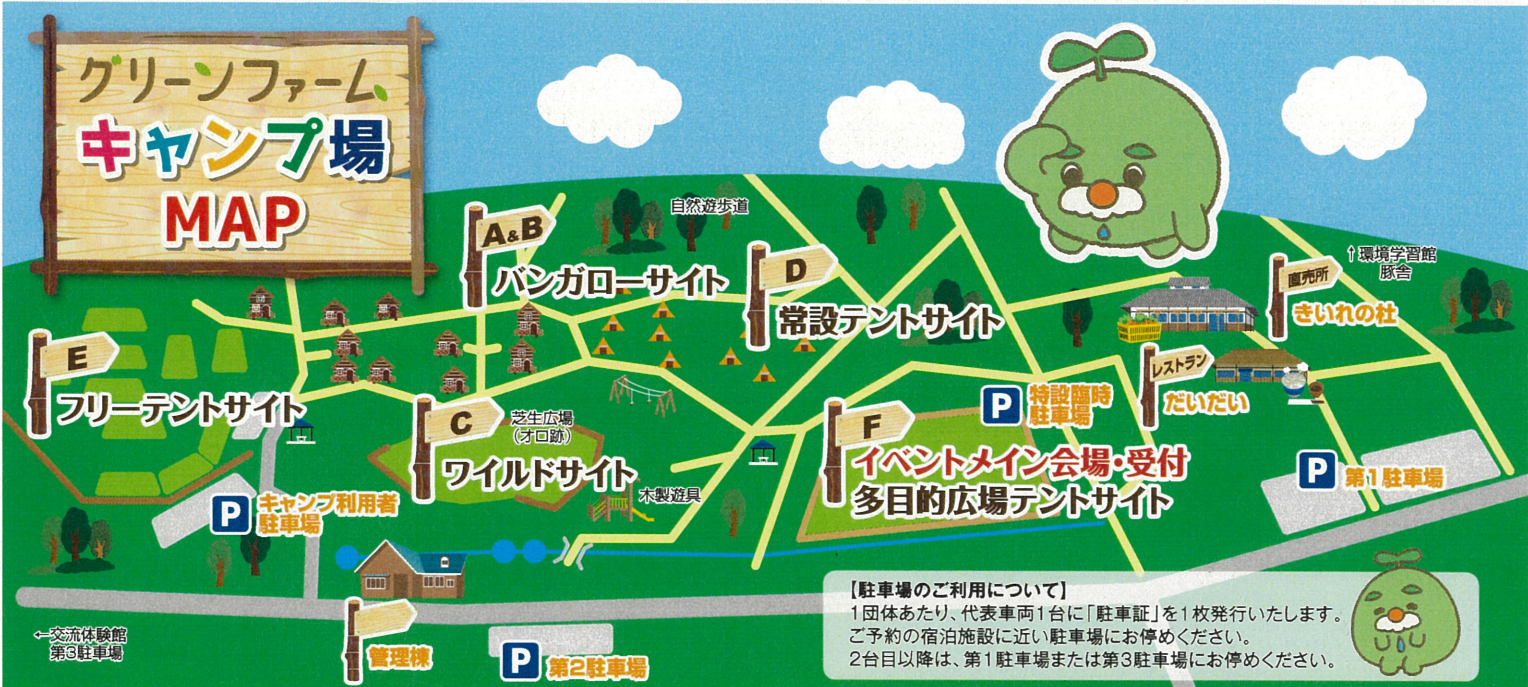 グリーンファーム
キャンプ場
MAP
自然遊歩道
A&B
バンガローサイト
D
常設テントサイト
↑環境学習館
豚舎
直売所
きいれの杜
E
フリーテントサイト
レストラン
だいだい
C
芝生広場
(オロ跡)
ワイルドサイト
P
特設臨時
駐車場
F
イベントメイン会場・受付
多目的広場テントサイト
木製遊具
P
第1駐車場
P
キャンプ利用者
駐車場
←交流体験館
第3駐車場
管理棟
P
第2駐車場
【駐車場のご利用について】
1団体あたり、代表車両1台に「駐車証」を1枚発行いたします。
ご予約の宿泊施設に近い駐車場にお停めください。
2台目以降は、第1駐車場または第3駐車場にお停めください。